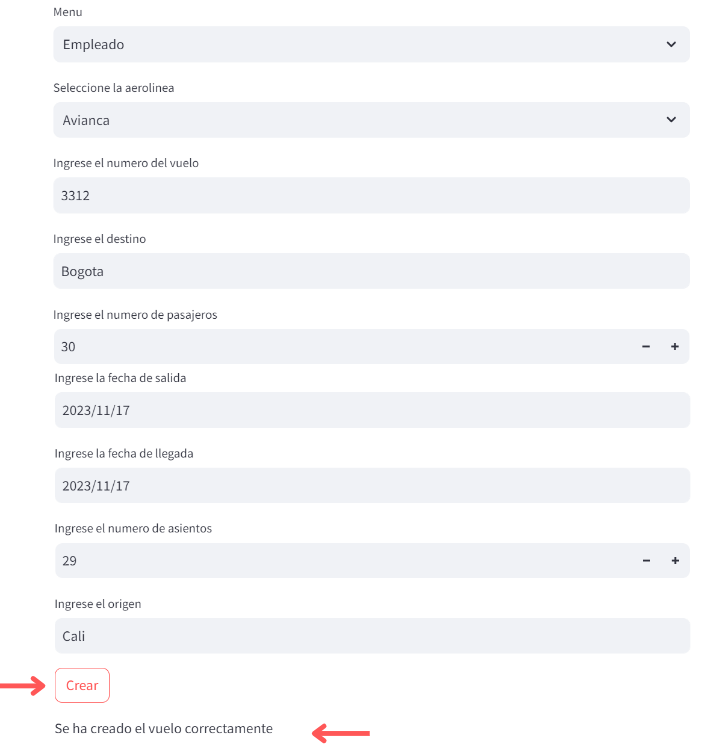 Menu
Empleado
Seleccione la aerolinea
Avianca
Ingrese el numero del vuelo
3312
Ingrese el destino
Bogota
Ingrese el numero de pasajeros
30
Ingrese la fecha de salida
2023/11/17
Ingrese la fecha de llegada
2023/11/17
Ingrese el numero de asientos
29
Ingrese el origen
Cali
Crear
Se ha creado el vuelo correctamente